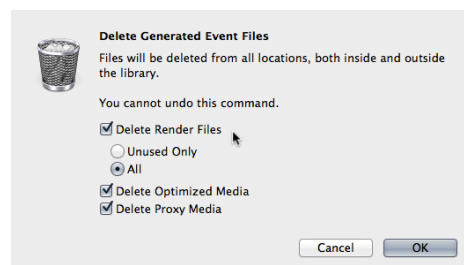 Delete Generated Event Files
Files will be deleted from all locations, both inside and outside
the library.
You cannot undo this command.
Delete Render Files
Unused Only
All
Delete Optimized Media
Delete Proxy Media
Cancel
OK